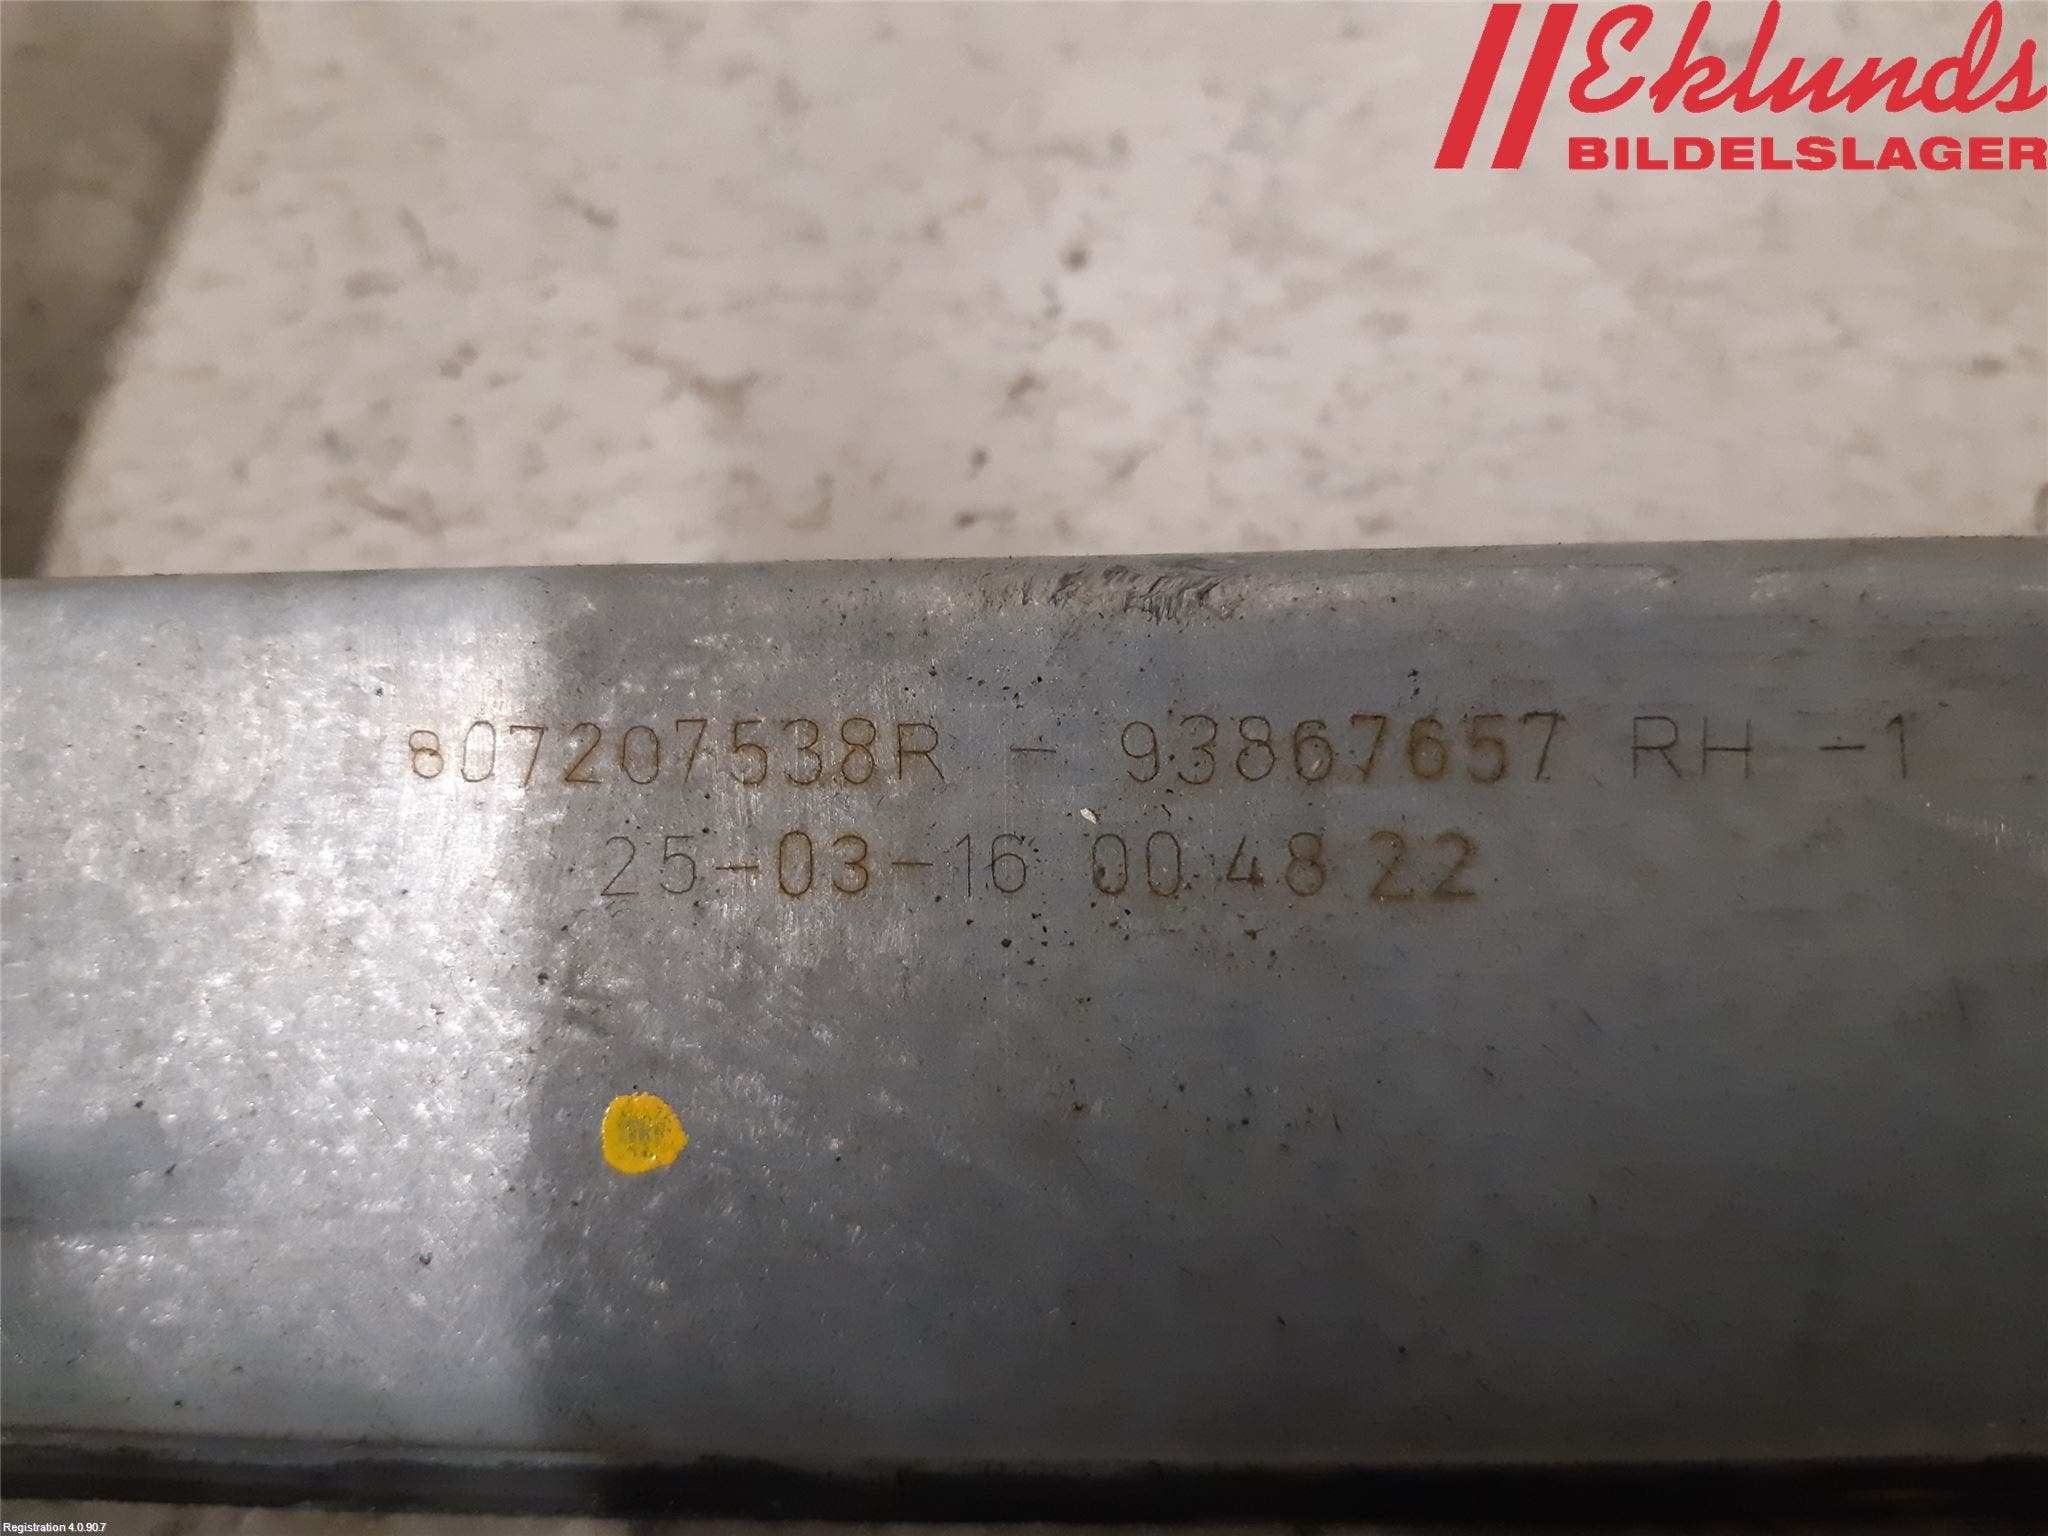 Eklunds
BILDELSLAGER
807207538R - 93867657 RH -1
25-03-16 00 48 22
Registration 4.0.90.7